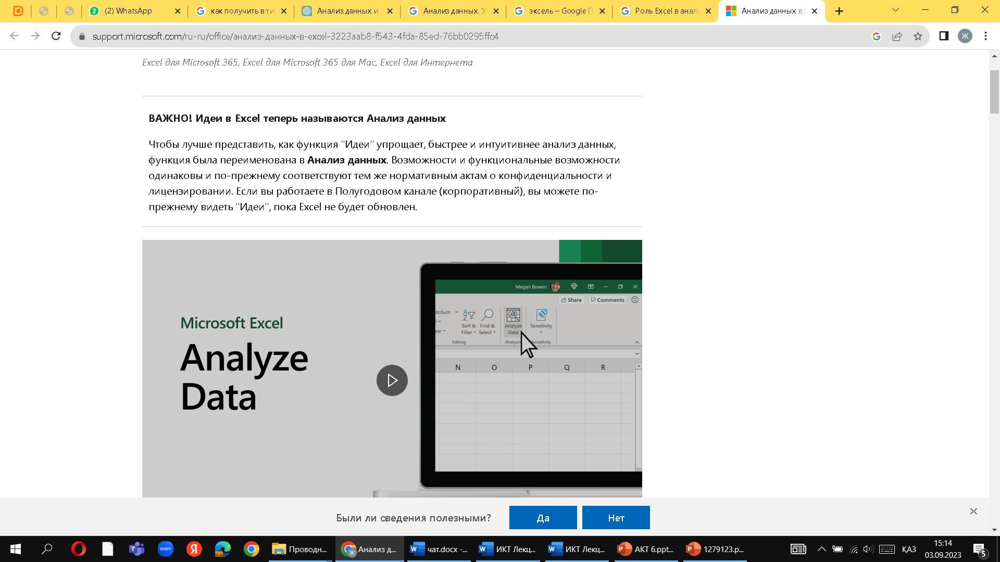 (2) WhatsApp
как получить в ти
Анализ данных и у
Анализ данных. У
эксель – Google П
Роль Excel в анали
Анализ данных в E
support.microsoft.com/ru-ru/office/анализ-данных-в-excel-3223aab8-f543-4fda-85ed-76bb0295ffc4
Ж
Excel для Microsoft 365, Excel для Microsoft 365 для Mac, Excel для Интернета
ВАЖНО! Идеи в Excel теперь называются Анализ данных
Чтобы лучше представить, как функция "Идеи" упрощает, быстрее и интуитивнее анализ данных,
функция была переименована в Анализ данных. Возможности и функциональные возможности
одинаковы и по-прежнему соответствуют тем же нормативным актам о конфиденциальности и
лицензировании. Если вы работаете в Полугодовом канале (корпоративный), вы можете по-
прежнему видеть "Идеи", пока Excel не будет обновлен.
Microsoft Excel
Analyze
Data
Megan Bowen
Share
Comments
utoSum
Sort &
Filter
Find &
Select
Analyze
Data
Sensitivity
ear
Editing
Analysis
Sensitivity
N O P Q R
Были ли сведения полезными?
Да
Нет
zoom
Проводн...
Анализ д...
чат.docx -...
ИКТ Лекц...
ИКТ Лекц...
АКТ 6.ppt...
1279123.p...
ҚАЗ
15:14
03.09.2023
5